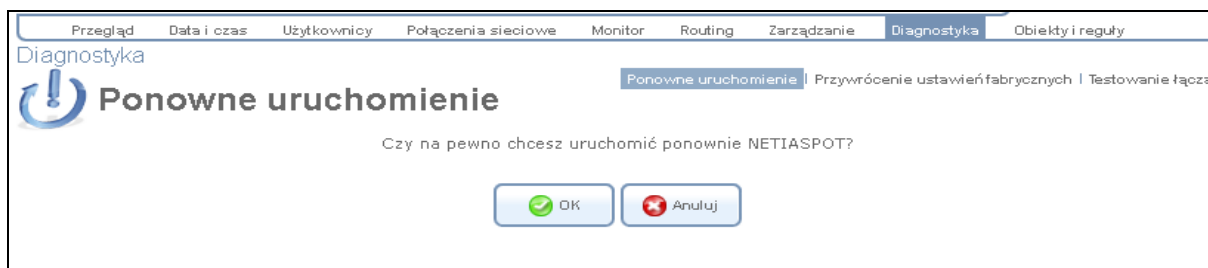 Przegląd Data i czas Użytkownicy Połączenia sieciowe Monitor Routing Zarządzanie Diagnostyka Obiekty i reguły
Diagnostyka
Ponowne uruchomienie | Przywrócenie ustawień fabrycznych | Testowanie łącza
Ponowne uruchomienie
Czy na pewno chcesz uruchomić ponownie NETIASPOT?
OK Anuluj